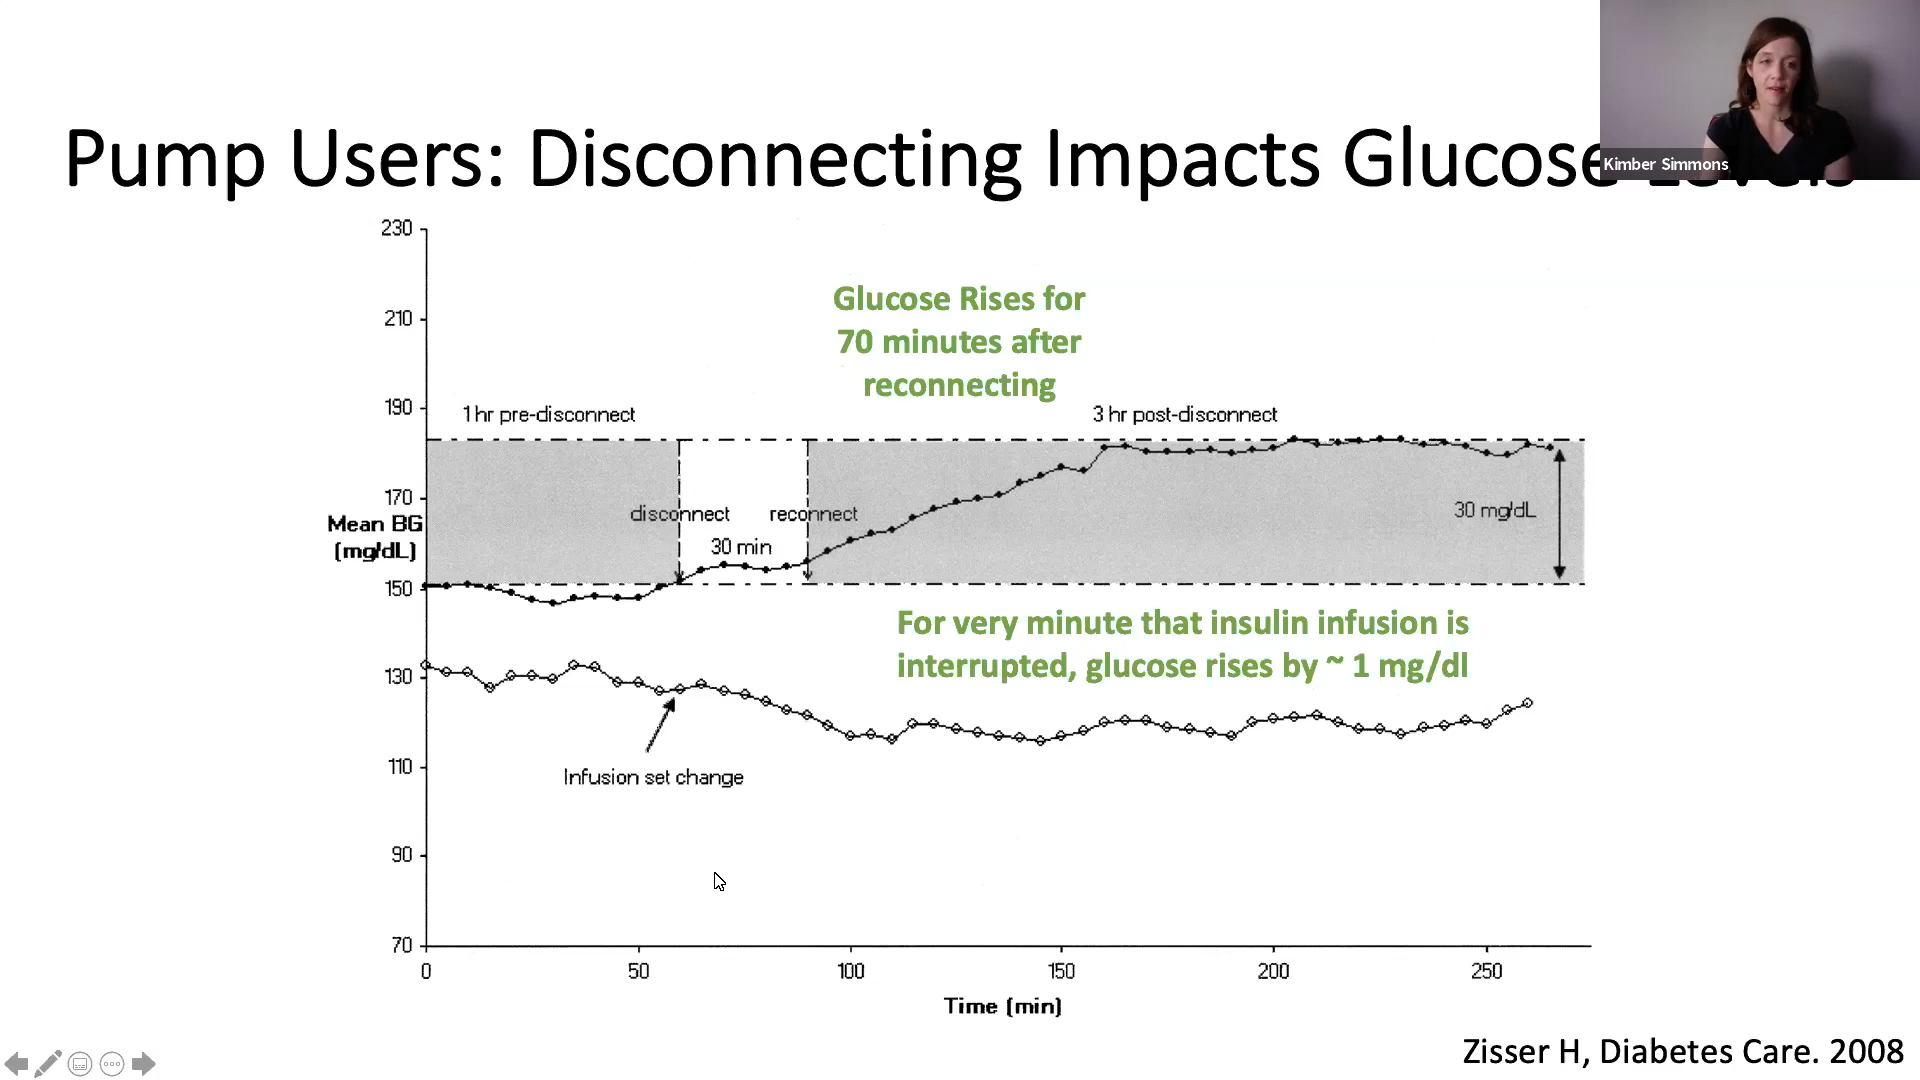 Pump Users: Disconnecting Impacts Glucose
Kimber Simmons
230
210
190
170
150
130
110
90
70
Mean BG
(mg/dL)
Glucose Rises for
70 minutes after
reconnecting
1 hr pre-disconnect
3 hr post-disconnect
disconnect
reconnect
30 min
30 mg/dL
For very minute that insulin infusion is
interrupted, glucose rises by ~ 1 mg/dl
Infusion set change
0
50
100
150
200
250
Time (min)
Zisser H, Diabetes Care. 2008